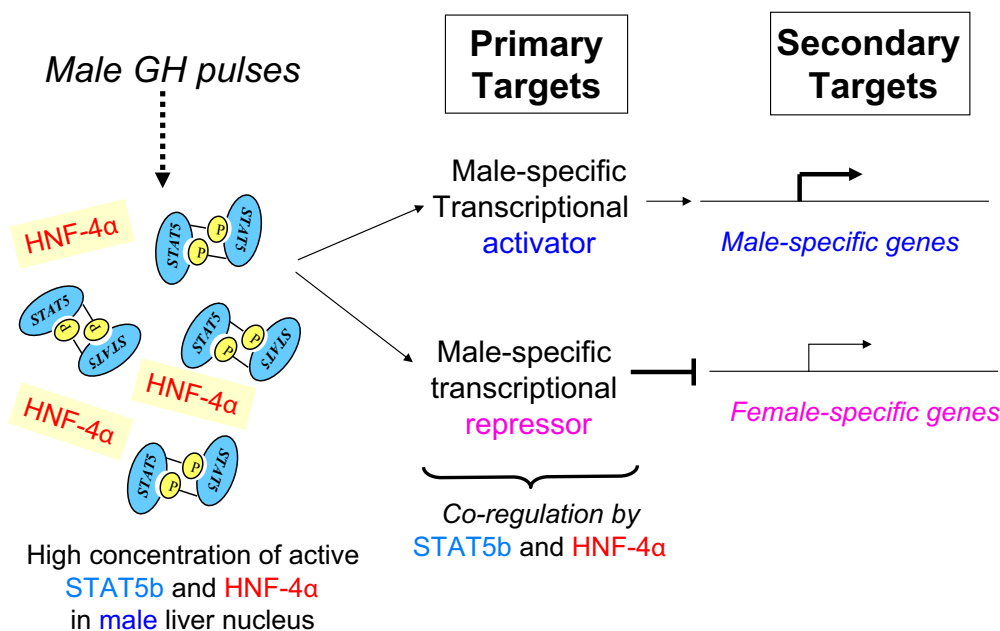 Male GH pulses
Primary
Targets
Secondary
Targets
HNF-4α
STAT5
P
P
STAT5
STAT5
P
P
STAT5
STAT5
P
P
STAT5
HNF-4α
HNF-4α
STAT5
P
P
STAT5
High concentration of active
STAT5b and HNF-4α
in male liver nucleus
Male-specific
Transcriptional
activator
Male-specific genes
Male-specific
transcriptional
repressor
Female-specific genes
Co-regulation by
STAT5b and HNF-4α